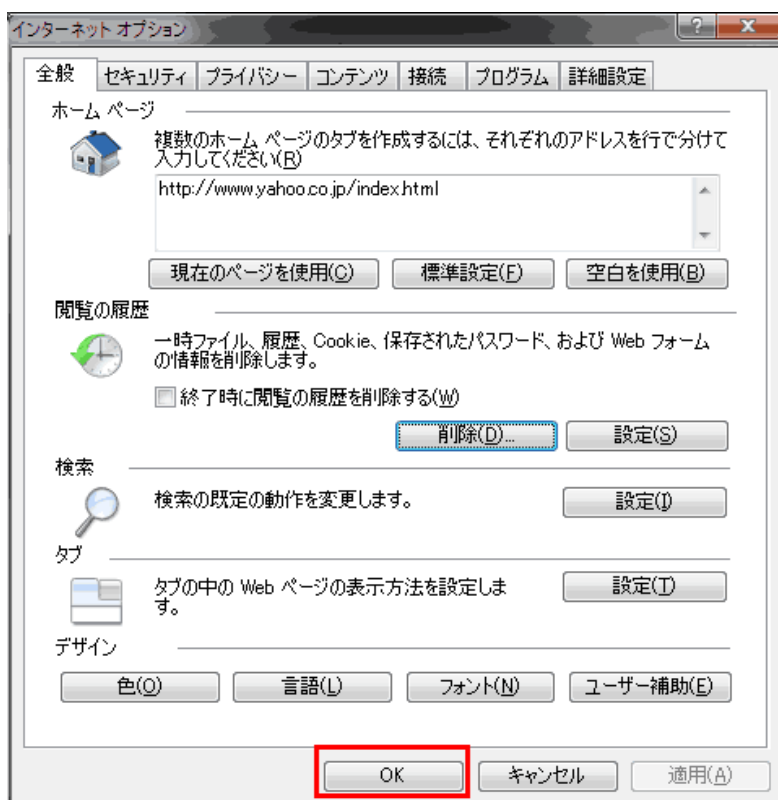 インターネット オプション
全般 セキュリティ プライバシー コンテンツ 接続 プログラム 詳細設定
ホーム ページ
複数のホーム ページのタブを作成するには、それぞれのアドレスを行で分けて
入力してください(R)
http://www.yahoo.co.jp/index.html
現在のページを使用(C) 標準設定(F) 空白を使用(B)
閲覧の履歴
一時ファイル、履歴、Cookie、保存されたパスワード、および Web フォーム
の情報を削除します。
終了時に閲覧の履歴を削除する(W)
削除(D)... 設定(S)
検索
検索の既定の動作を変更します。
設定(I)
タブ
タブの中の Web ページの表示方法を設定しま
す。
設定(T)
デザイン
色(O) 言語(L) フォント(N) ユーザー補助(E)
OK キャンセル 適用(A)